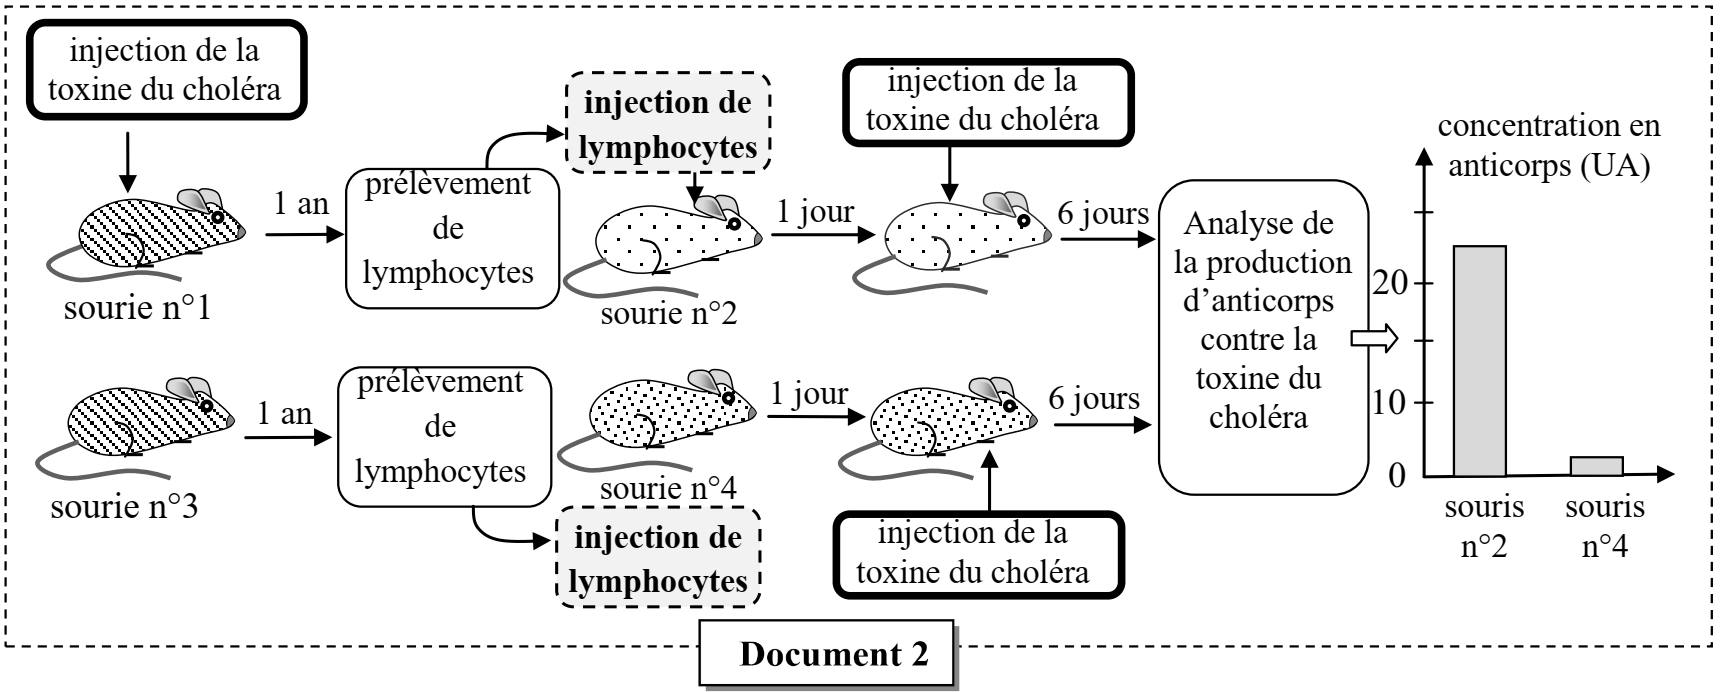 injection de la
toxine du choléra
1 an
prélèvement
de
lymphocytes
injection de
lymphocytes
1 jour
injection de la
toxine du choléra
6 jours
Analyse de
la production
d’anticorps
contre la
toxine du
choléra
concentration en
anticorps (UA)
20
10
0
souris
n°2
souris
n°4
sourie n°1
sourie n°2
1 an
prélèvement
de
lymphocytes
1 jour
6 jours
sourie n°3
sourie n°4
injection de
lymphocytes
injection de la
toxine du choléra
Document 2